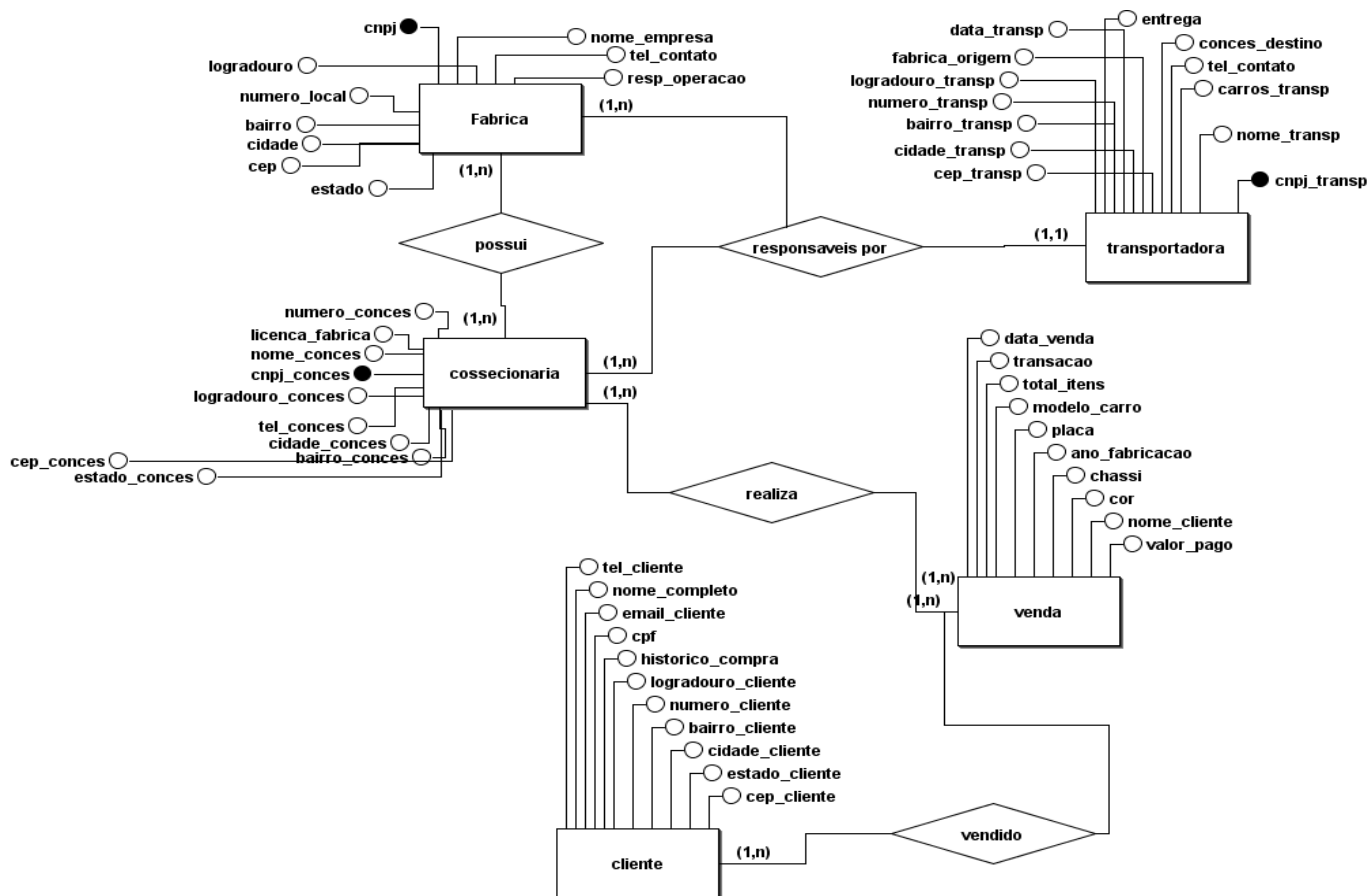 cnpj
nome_empresa
tel_contato
resp_operacao
logradouro
numero_local
bairro
cidade
cep
estado
Fabrica
(1,n)
(1,n)
entrega
data_transp
conces_destino
fabrica_origem
tel_contato
logradouro_transp
carros_transp
numero_transp
bairro_transp
nome_transp
cidade_transp
cep_transp
cnpj_transp
possui
responsaveis por
(1,1)
transportadora
numero_conces
(1,n)
licenca_fabrica
nome_conces
cnpj_conces
logradouro_conces
tel_conces
cidade_conces
bairro_conces
cep_conces
estado_conces
cossecionaria
(1,n)
(1,n)
data_venda
transacao
total_itens
modelo_carro
placa
ano_fabricacao
chassi
cor
nome_cliente
valor_pago
realiza
(1,n)
(1,n)
venda
tel_cliente
nome_completo
email_cliente
cpf
historico_compra
logradouro_cliente
numero_cliente
bairro_cliente
cidade_cliente
estado_cliente
cep_cliente
cliente
(1,n)
vendido